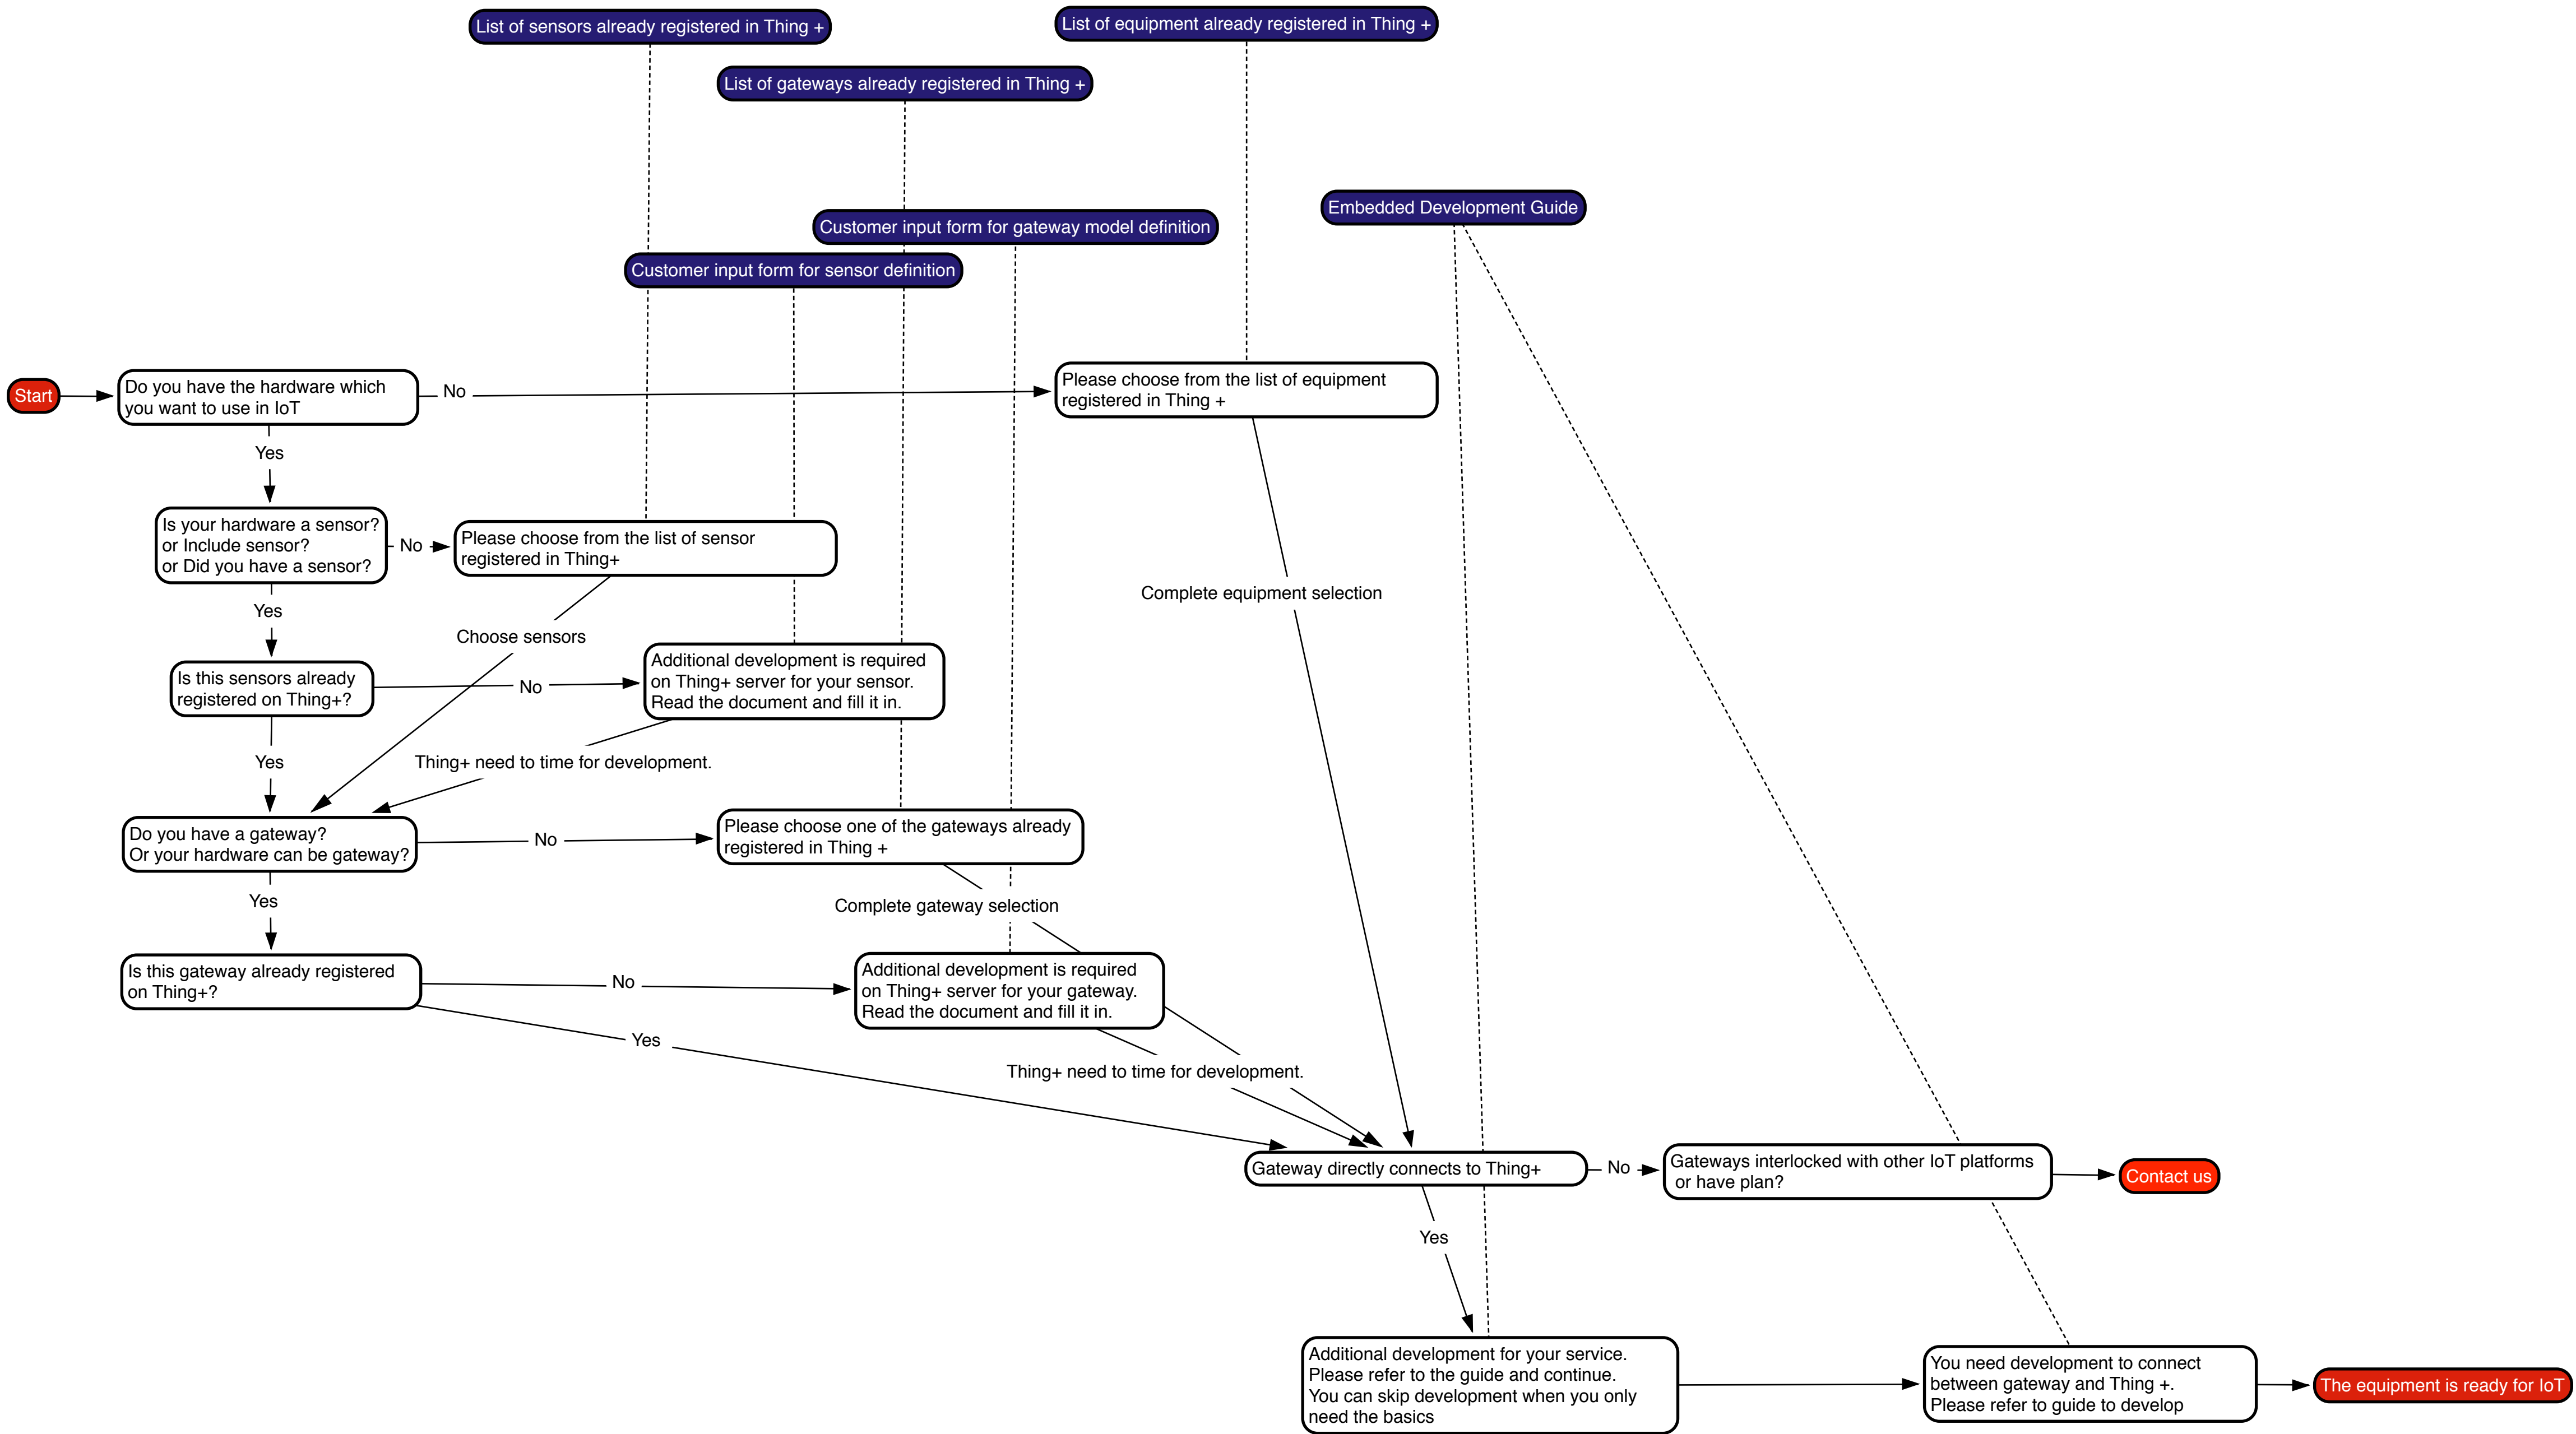 List of sensors already registered in Thing +
List of equipment already registered in Thing +
List of gateways already registered in Thing +
Embedded Development Guide
Customer input form for gateway model definition
Customer input form for sensor definition
Start
Do you have the hardware which
you want to use in IoT
No
Please choose from the list of equipment
registered in Thing +
Yes
Is your hardware a sensor?
or Include sensor?
or Did you have a sensor?
No
Please choose from the list of sensor
registered in Thing+
Complete equipment selection
Yes
Choose sensors
Is this sensors already
registered on Thing+?
No
Additional development is required
on Thing+ server for your sensor.
Read the document and fill it in.
Yes
Thing+ need to time for development.
Do you have a gateway?
Or your hardware can be gateway?
No
Please choose one of the gateways already
registered in Thing +
Yes
Complete gateway selection
Is this gateway already registered
on Thing+?
No
Additional development is required
on Thing+ server for your gateway.
Read the document and fill it in.
Yes
Thing+ need to time for development.
Gateway directly connects to Thing+
No
Gateways interlocked with other IoT platforms
or have plan?
Contact us
Yes
Additional development for your service.
Please refer to the guide and continue.
You can skip development when you only
need the basics
You need development to connect
between gateway and Thing +.
Please refer to guide to develop
The equipment is ready for IoT